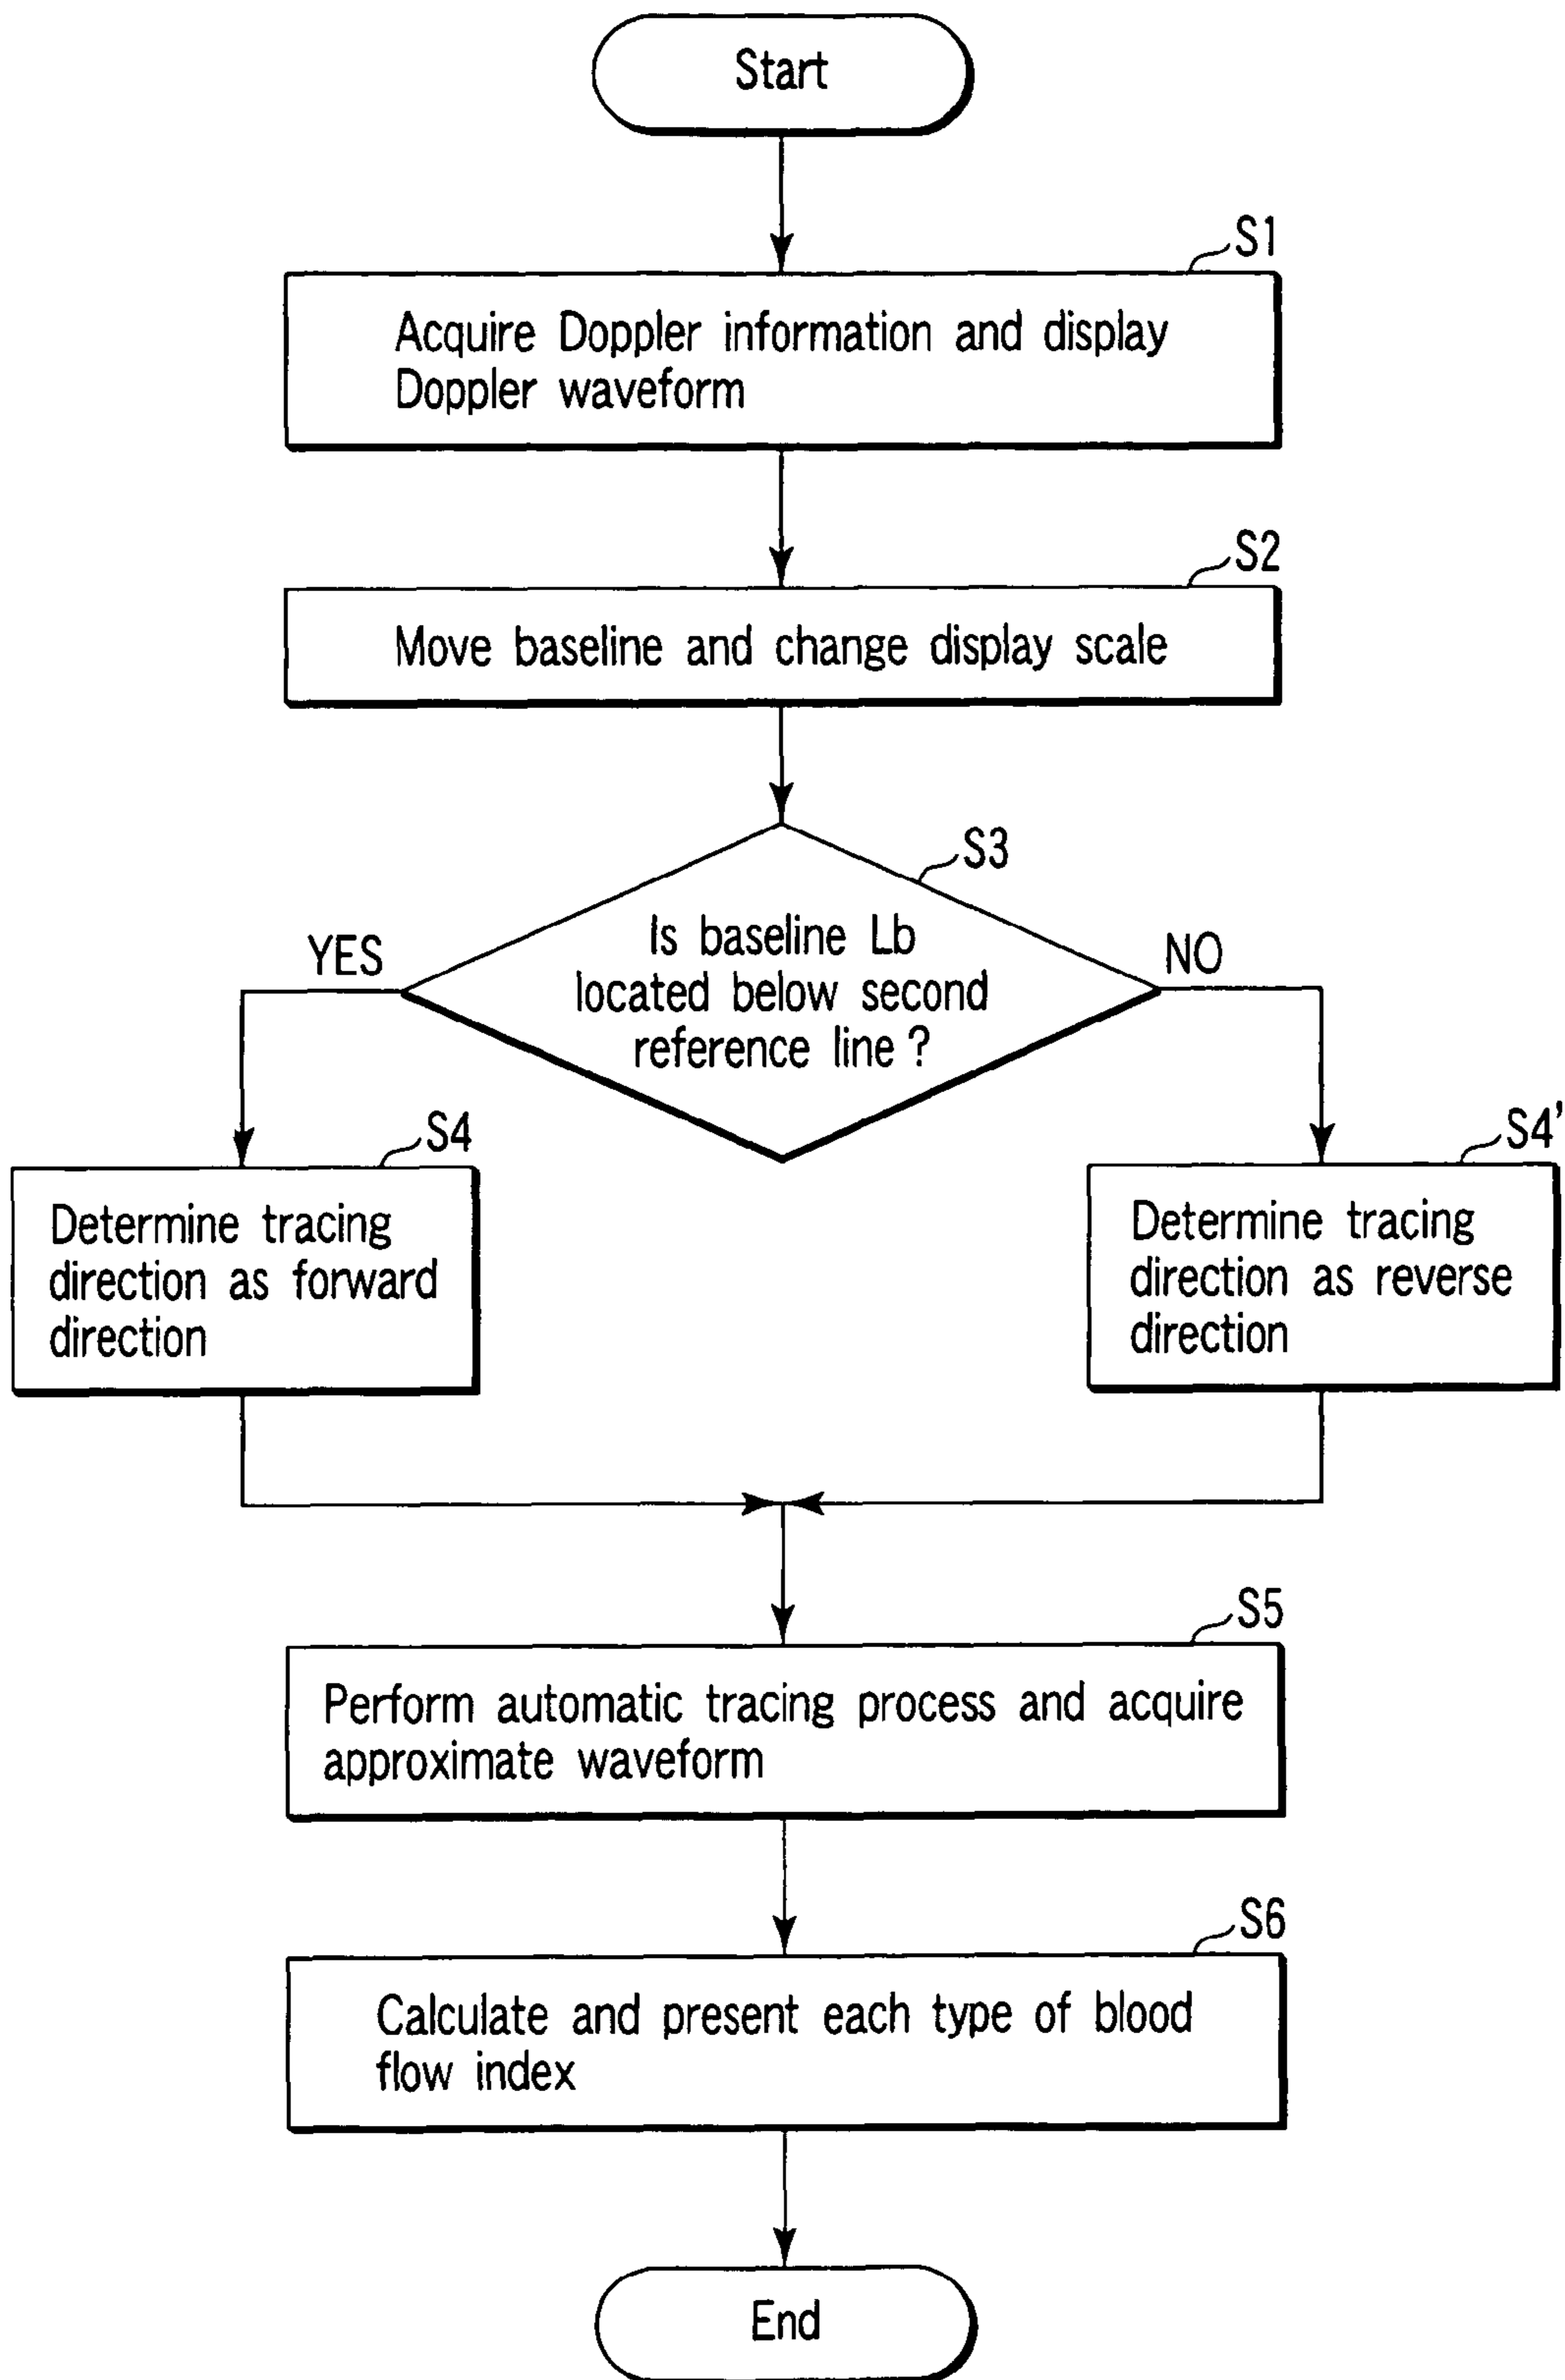 Start
S1
Acquire Doppler information and display
Doppler waveform
S2
Move baseline and change display scale
S3
Is baseline Lb
located below second
reference line ?
YES
NO
S4
Determine tracing
direction as forward
direction
S4'
Determine tracing
direction as reverse
direction
S5
Perform automatic tracing process and acquire
approximate waveform
S6
Calculate and present each type of blood
flow index
End